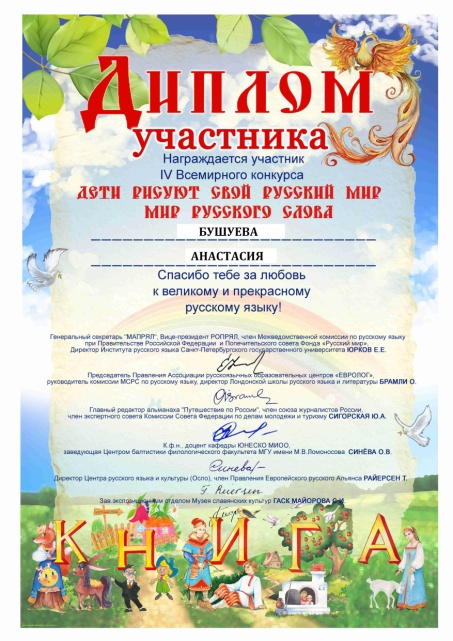 ДИПЛОМ
участника
Награждается участник
IV Всемирного конкурса
ДЕТИ РИСУЮТ СВОЙ РУССКИЙ МИР
МИР РУССКОГО СЛОВА
БУШУЕВА
АНАСТАСИЯ
Спасибо тебе за любовь
к великому и прекрасному
русскому языку!
Генеральный секретарь "МАПРЯЛ", Вице-президент РОПРЯЛ, член Межведомственной комиссии по русскому языку
при Правительстве Российской Федерации и Попечительского совета Фонда «Русский мир»,
Директор Института русского языка Санкт-Петербургского государственного университета ЮРКОВ Е.Е.
Председатель Правления Ассоциации русскоязычных образовательных центров «ЕВРОЛОГ»,
руководитель комиссии МСРС по русскому языку, директор Лондонской школы русского языка и литературы БРАМЛИ О.
Главный редактор альманаха "Путешествие по России", член союза журналистов России,
член экспертного совета Комиссии Совета Федерации по делам молодежи и туризму СИГОРСКАЯ Ю.А.
К.ф.н., доцент кафедры ЮНЕСКО МИОО,
заведующая Центром балтистики филологического факультета МГУ имени М.В.Ломоносова СИНЁВА О.В.
Директор Центра русского языка и культуры (Осло), член Правления Европейского русского Альянса РАЙЕРСЕН Т.
Зав.экспозиционным отделом Музея славянских культур ГАСК МАЙОРОВА
КНИГА